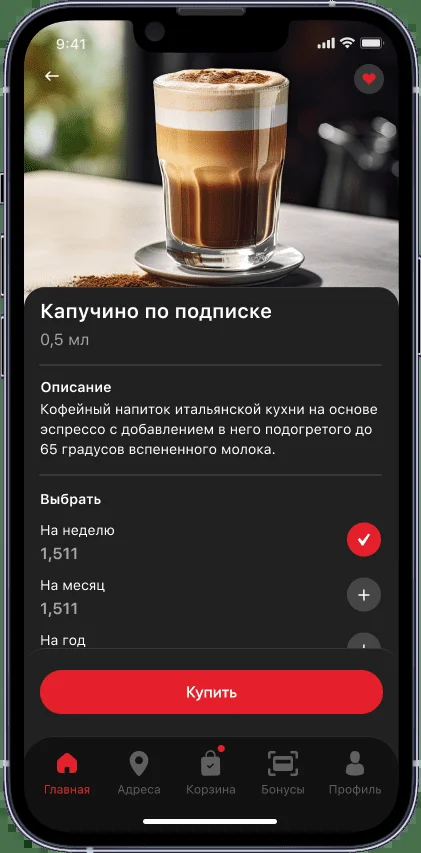 9:41
Капучино по подписке
0,5 мл
Описание
Кофейный напиток итальянской кухни на основе
эспрессо с добавлением в него подогретого до
65 градусов вспененного молока.
Выбрать
На неделю
1,511
На месяц
1,511
На год
Купить
Главная
Адреса
Корзина
Бонусы
Профиль